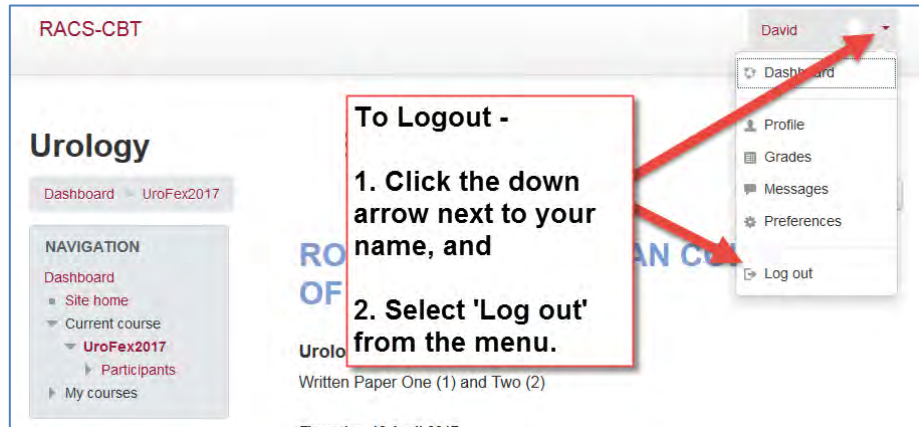 RACS-CBT
David
Dashboard
Profile
Grades
Messages
Preferences
Log out
To Logout -
1. Click the down
arrow next to your
name, and
2. Select 'Log out'
from the menu.
Urology
Dashboard UroFex2017
NAVIGATION
Dashboard
Site home
Current course
UroFex2017
Participants
My courses
OF
Written Paper One (1) and Two (2)